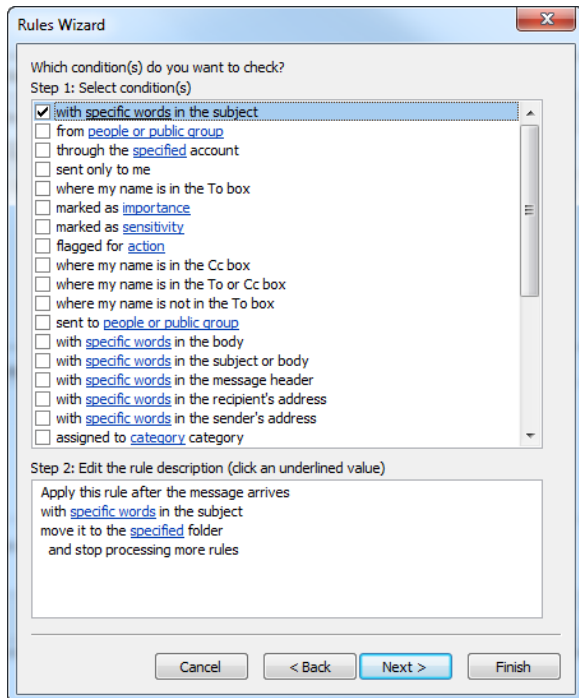 Rules Wizard
Which condition(s) do you want to check?
Step 1: Select condition(s)
with specific words in the subject
from people or public group
through the specified account
sent only to me
where my name is in the To box
marked as importance
marked as sensitivity
flagged for action
where my name is in the Cc box
where my name is in the To or Cc box
where my name is not in the To box
sent to people or public group
with specific words in the body
with specific words in the subject or body
with specific words in the message header
with specific words in the recipient's address
with specific words in the sender's address
assigned to category category
Step 2: Edit the rule description (click an underlined value)
Apply this rule after the message arrives
with specific words in the subject
move it to the specified folder
and stop processing more rules
Cancel < Back Next > Finish